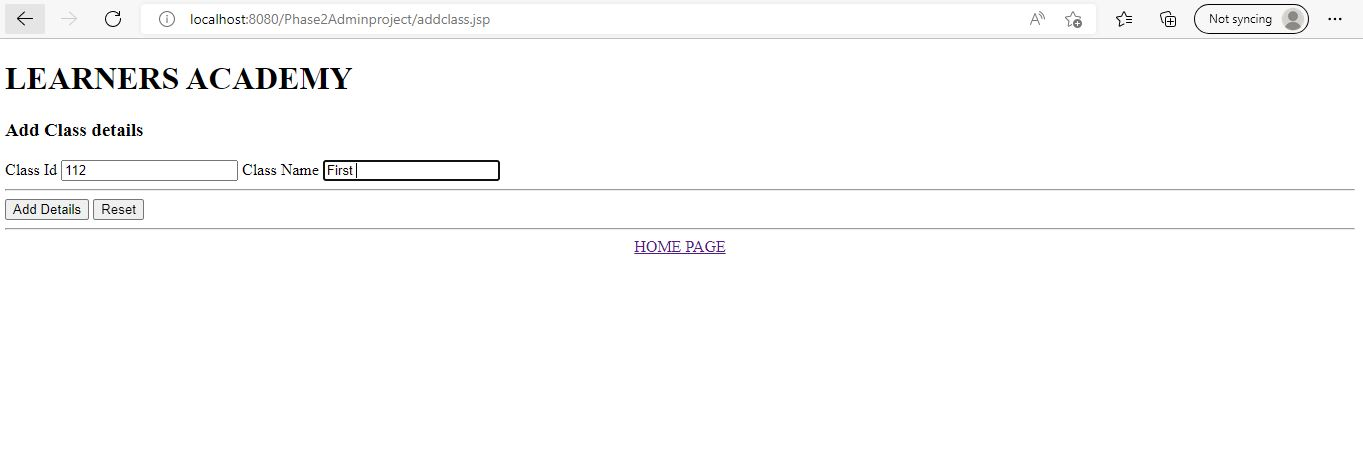 localhost:8080/Phase2Adminproject/addclass.jsp Not syncing
LEARNERS ACADEMY
Add Class details
Class Id 112 Class Name First
Add Details Reset
HOME PAGE